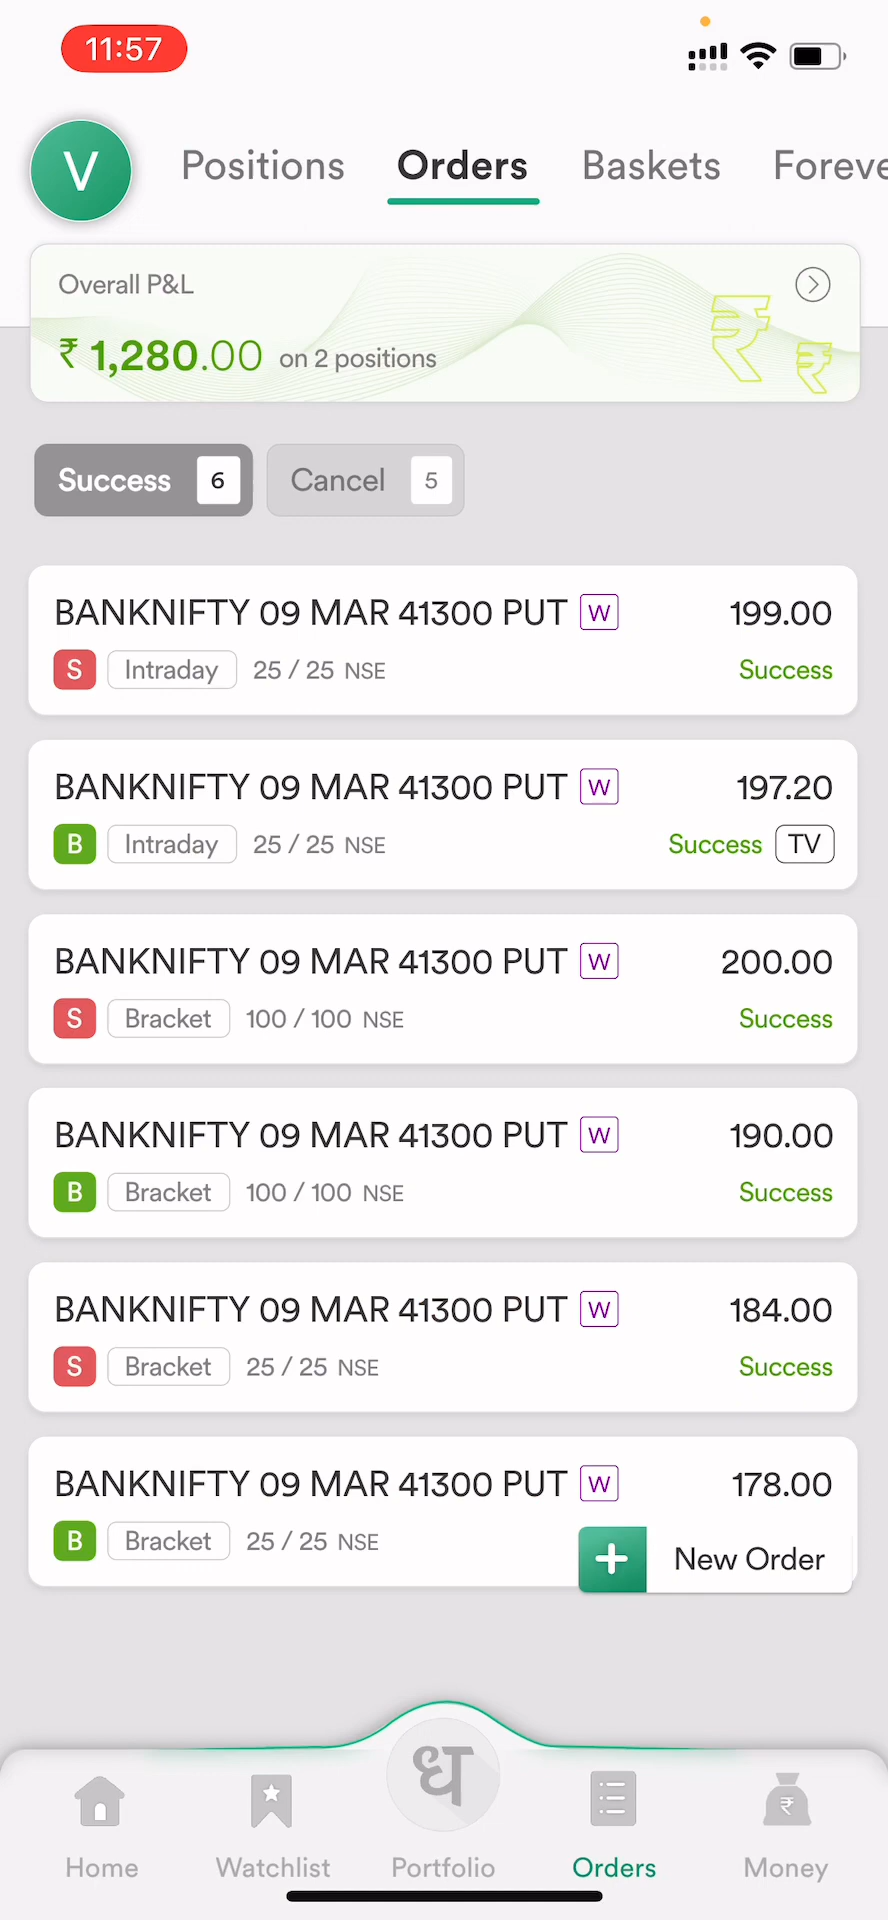 11:57
V
Positions Orders Baskets Foreve
Overall P&L
₹ 1,280.00 on 2 positions
Success 6 Cancel 5
BANKNIFTY 09 MAR 41300 PUT W 199.00
S Intraday 25 / 25 NSE Success
BANKNIFTY 09 MAR 41300 PUT W 197.20
B Intraday 25 / 25 NSE Success TV
BANKNIFTY 09 MAR 41300 PUT W 200.00
S Bracket 100 / 100 NSE Success
BANKNIFTY 09 MAR 41300 PUT W 190.00
B Bracket 100 / 100 NSE Success
BANKNIFTY 09 MAR 41300 PUT W 184.00
S Bracket 25 / 25 NSE Success
BANKNIFTY 09 MAR 41300 PUT W 178.00
B Bracket 25 / 25 NSE
+ New Order
ध
Home Watchlist Portfolio Orders Money